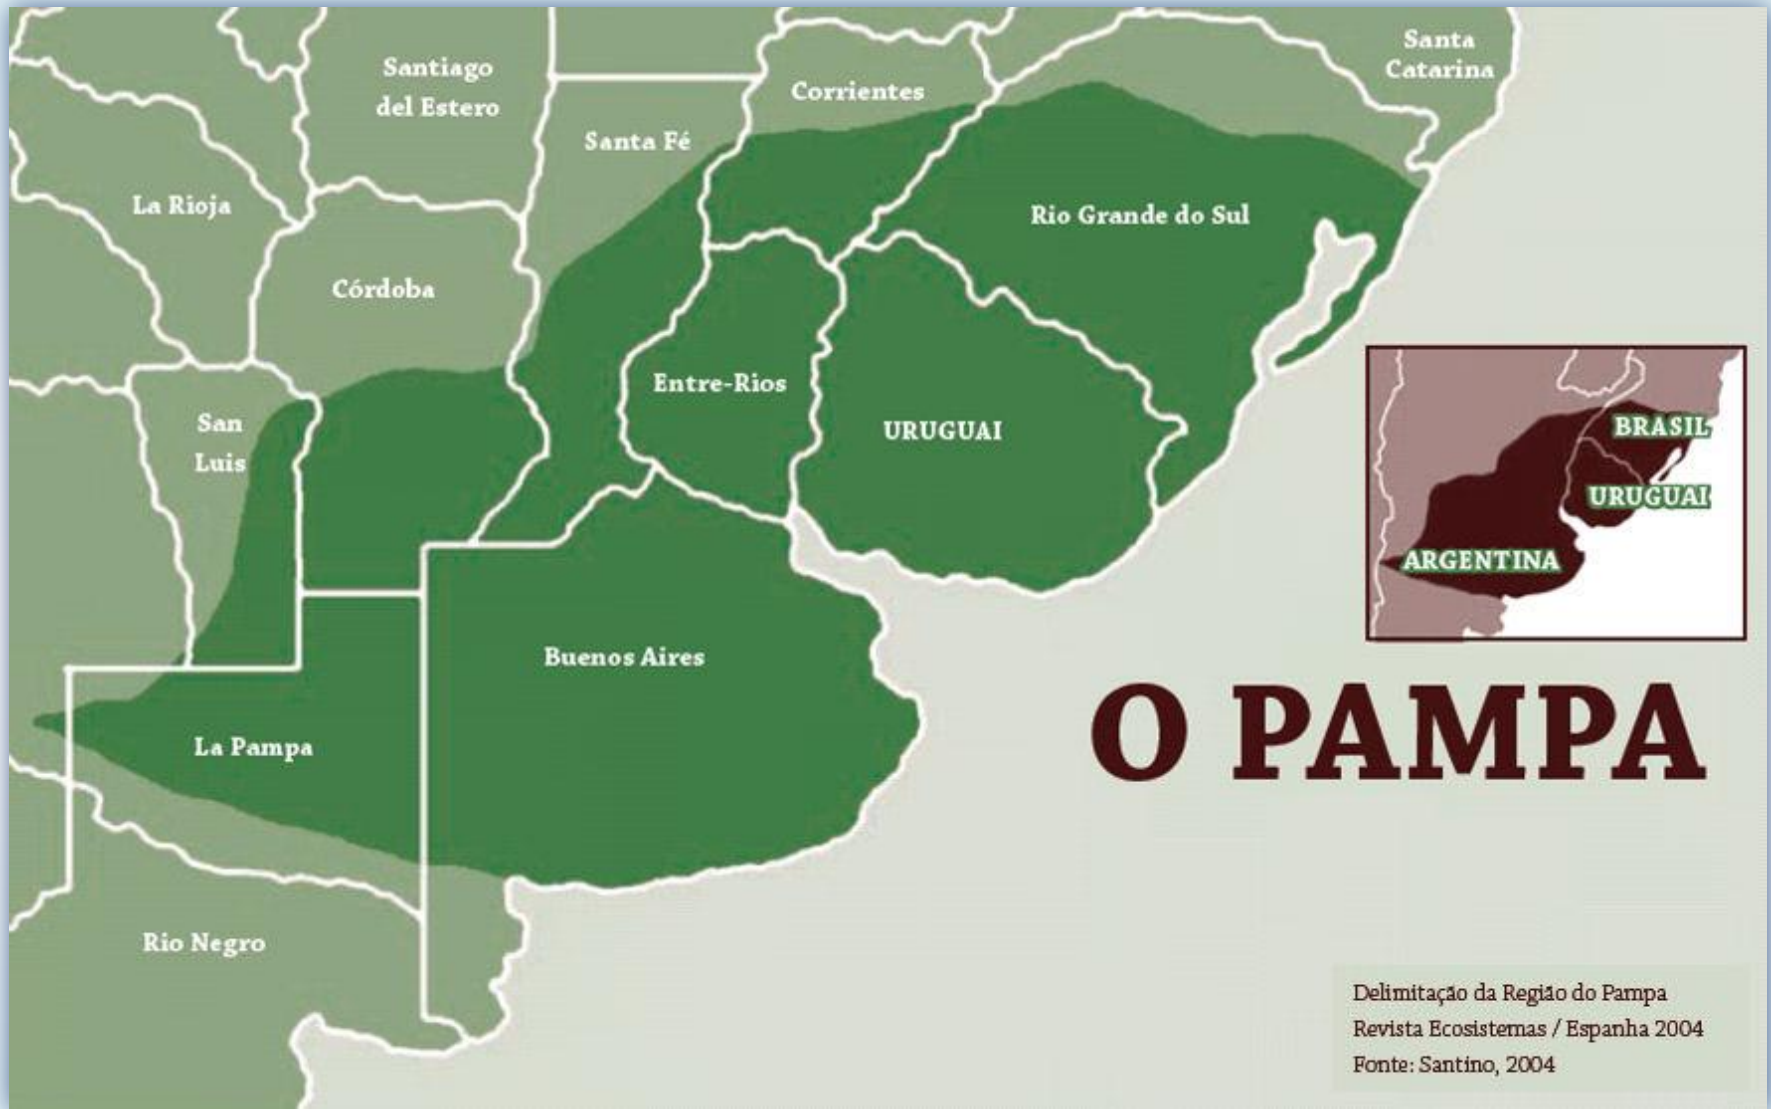 Santa
Catarina
Santiago
del Estero
Corrientes
Santa Fé
La Rioja
Rio Grande do Sul
Córdoba
Entre-Rios
San
Luis
URUGUAI
BRASIL
URUGUAI
ARGENTINA
Buenos Aires
La Pampa
O PAMPA
Rio Negro
Delimitação da Região do Pampa
Revista Ecosistemas / Espanha 2004
Fonte: Santino, 2004